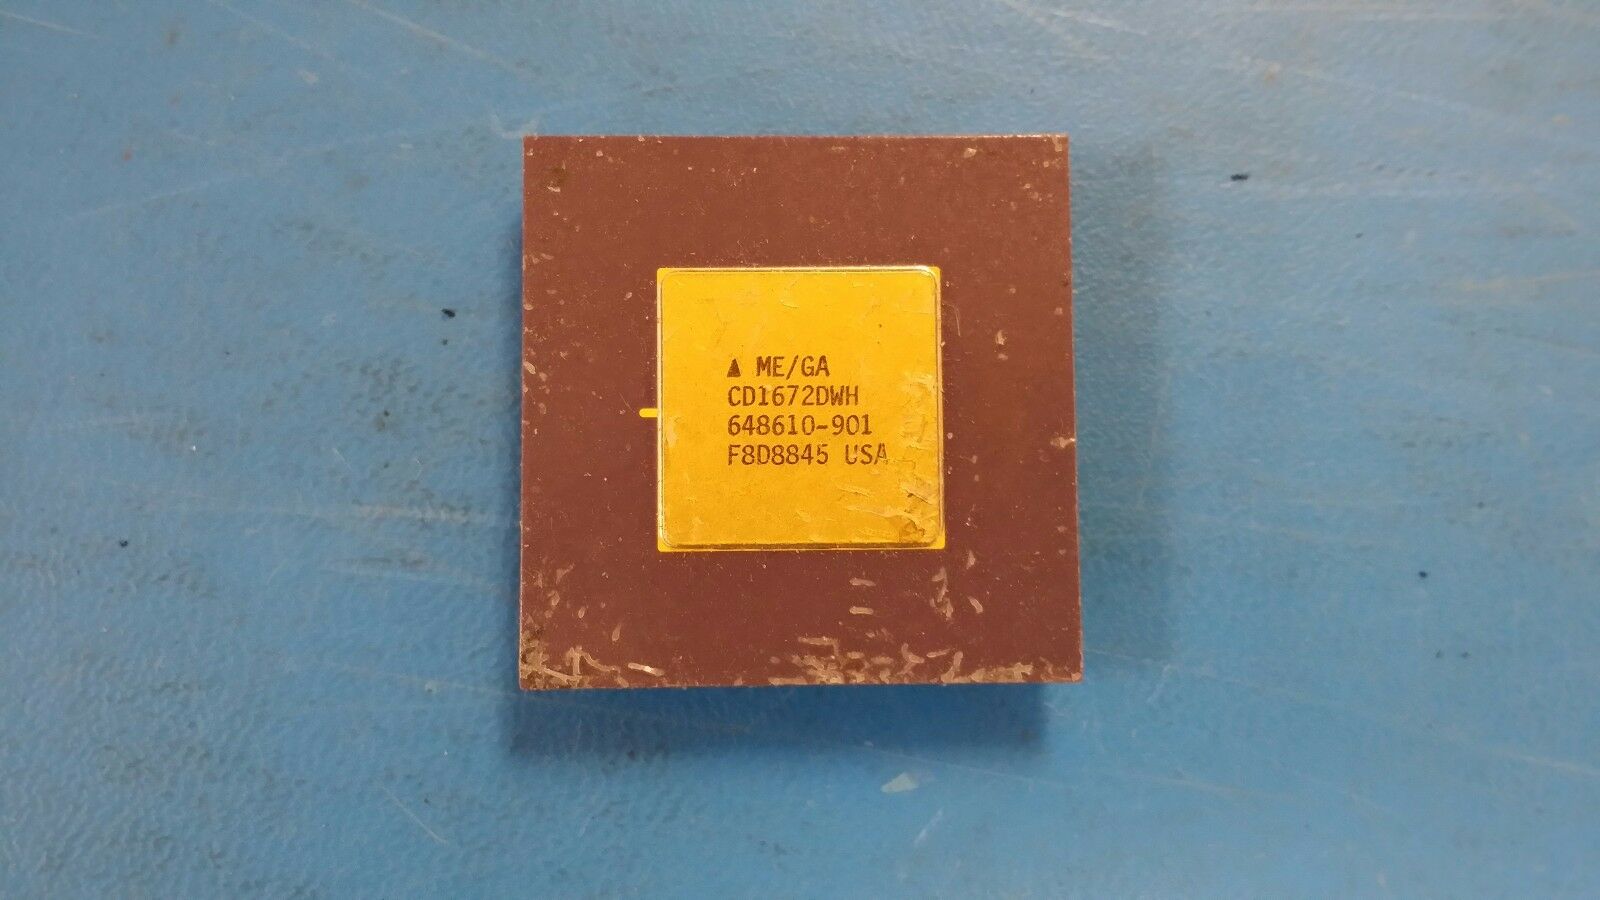 ▲ ME/GA
CD1672DWH
648610-901
F8D8845 USA